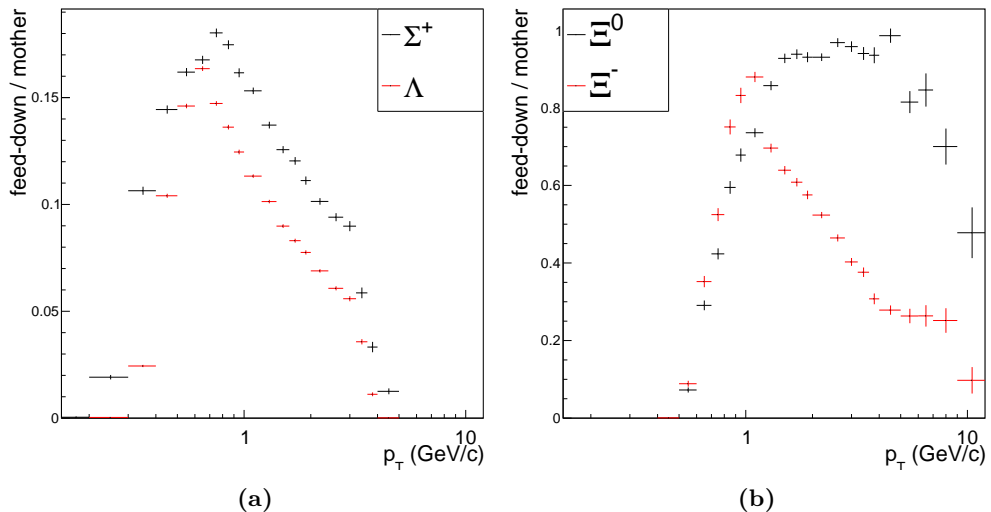 feed-down / mother
0.15
0.1
0.05
0
Σ⁺
Λ
1
10
p_T (GeV/c)
(a)
feed-down / mother
1
0.8
0.6
0.4
0.2
0
Ξ⁰
Ξ⁻
1
10
p_T (GeV/c)
(b)